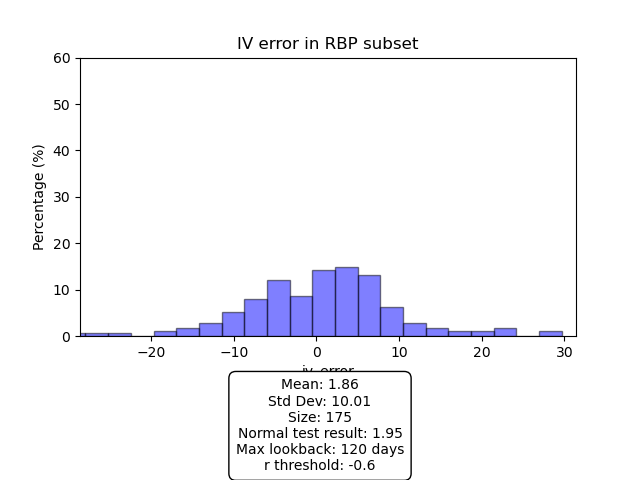 IV error in RBP subset
60
50
40
30
20
10
0
Percentage (%)
−20
−10
0
10
20
30
iv_error
Mean: 1.86
Std Dev: 10.01
Size: 175
Normal test result: 1.95
Max lookback: 120 days
r threshold: -0.6